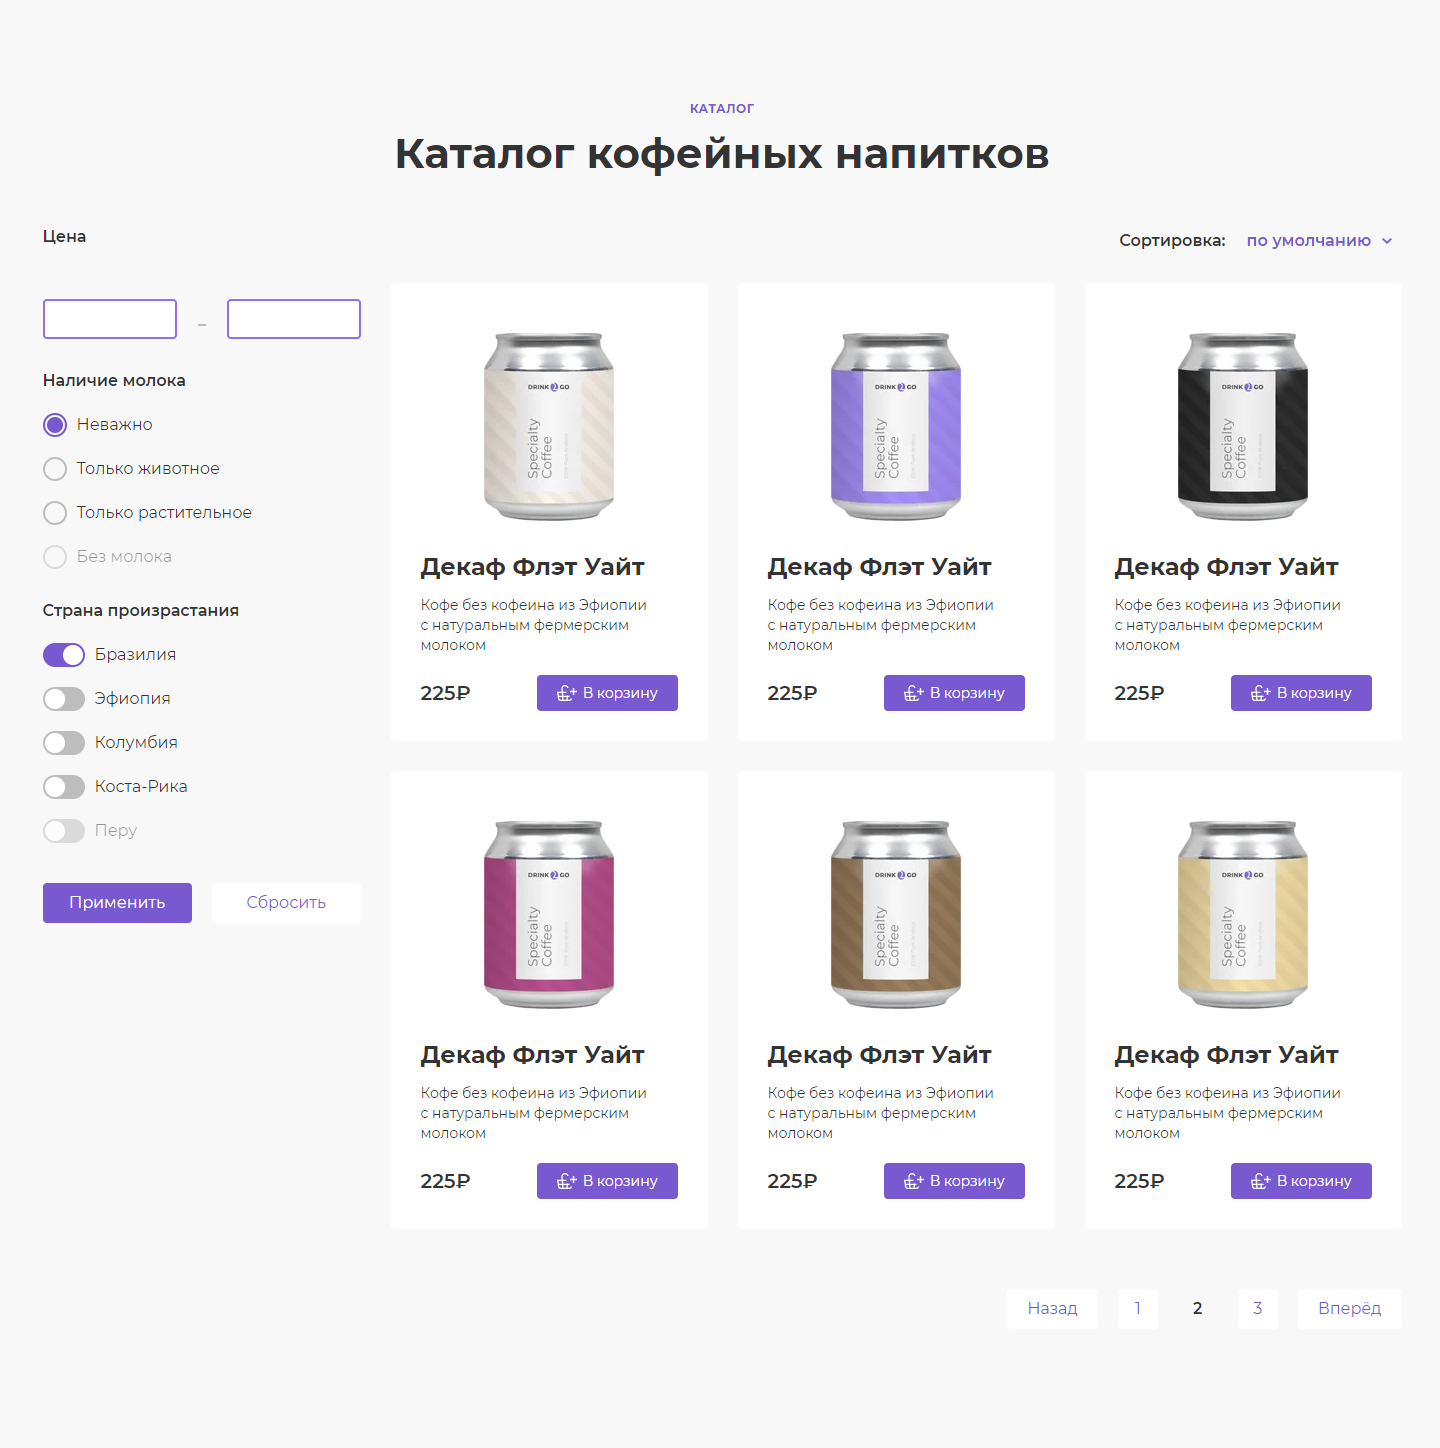 КАТАЛОГ
Каталог кофейных напитков
Цена
Сортировка: по умолчанию
–
Наличие молока
Неважно
Только животное
Только растительное
Без молока
Страна произрастания
Бразилия
Эфиопия
Колумбия
Коста-Рика
Перу
Применить Сбросить
DRINK 2 GO
Specialty
Coffee
Декаф Флэт Уайт
Кофе без кофеина из Эфиопии
с натуральным фермерским
молоком
225₽ В корзину
DRINK 2 GO
Specialty
Coffee
Декаф Флэт Уайт
Кофе без кофеина из Эфиопии
с натуральным фермерским
молоком
225₽ В корзину
DRINK 2 GO
Specialty
Coffee
Декаф Флэт Уайт
Кофе без кофеина из Эфиопии
с натуральным фермерским
молоком
225₽ В корзину
DRINK 2 GO
Specialty
Coffee
Декаф Флэт Уайт
Кофе без кофеина из Эфиопии
с натуральным фермерским
молоком
225₽ В корзину
DRINK 2 GO
Specialty
Coffee
Декаф Флэт Уайт
Кофе без кофеина из Эфиопии
с натуральным фермерским
молоком
225₽ В корзину
DRINK 2 GO
Specialty
Coffee
Декаф Флэт Уайт
Кофе без кофеина из Эфиопии
с натуральным фермерским
молоком
225₽ В корзину
Назад 1 2 3 Вперёд